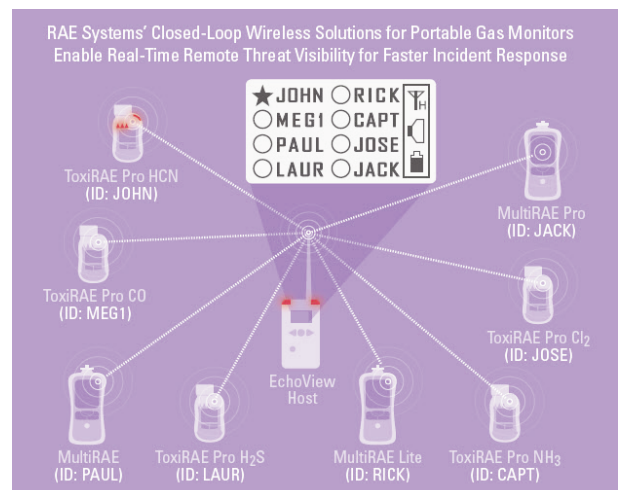 RAE Systems' Closed-Loop Wireless Solutions for Portable Gas Monitors
Enable Real-Time Remote Threat Visibility for Faster Incident Response
★JOHN ○RICK
○MEG1 ○CAPT
○PAUL ○JOSE
○LAUR ○JACK
H
ToxiRAE Pro HCN
(ID: JOHN)
MultiRAE Pro
(ID: JACK)
ToxiRAE Pro CO
(ID: MEG1)
ToxiRAE Pro Cl₂
(ID: JOSE)
EchoView
Host
MultiRAE
(ID: PAUL)
ToxiRAE Pro H₂S
(ID: LAUR)
MultiRAE Lite
(ID: RICK)
ToxiRAE Pro NH₃
(ID: CAPT)